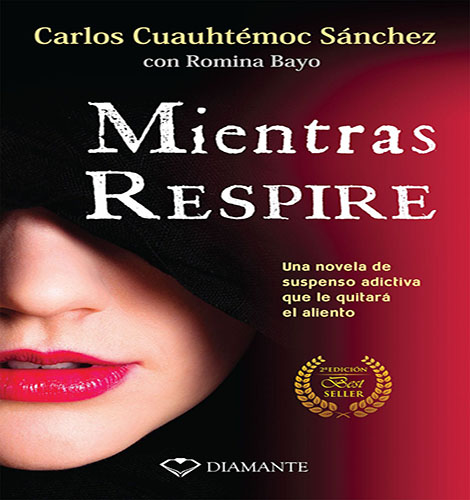 Carlos Cuauhtémoc Sánchez
con Romina Bayo
Mientras
RESPIRE
Una novela de
suspenso adictiva
que le quitará
el aliento
2ª EDICIÓN
Best
SELLER
DIAMANTE